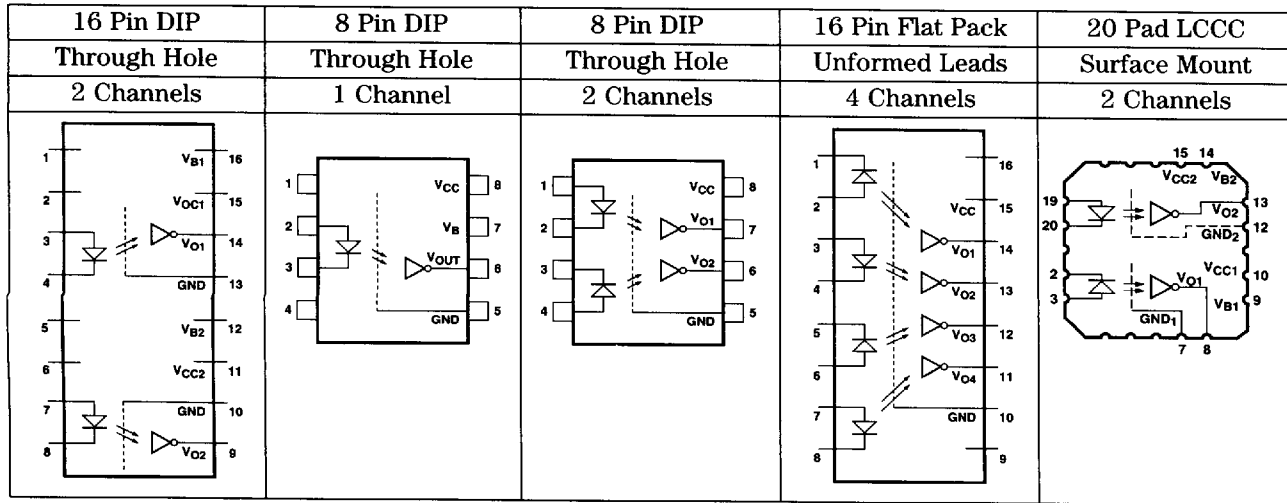 16 Pin DIP
8 Pin DIP
8 Pin DIP
16 Pin Flat Pack
20 Pad LCCC
Through Hole
Through Hole
Through Hole
Unformed Leads
Surface Mount
2 Channels
1 Channel
2 Channels
4 Channels
2 Channels
1 VB1 16
2 VOC1 15
3 VO1 14
4 GND 13
5 VB2 12
6 VCC2 11
7 GND 10
8 VO2 9
1 VCC 8
2 VB 7
3 VOUT 6
4 GND 5
1 VCC 8
2 VO1 7
3 VO2 6
4 GND 5
1 16
2 VCC 15
3 VO1 14
4 VO2 13
5 VO3 12
6 VO4 11
7 GND 10
8 9
15 14
VCC2 VB2
19 VO2 13
20 GND2 12
2 VO1 VCC1 10
3 VB1 9
GND1
7 8